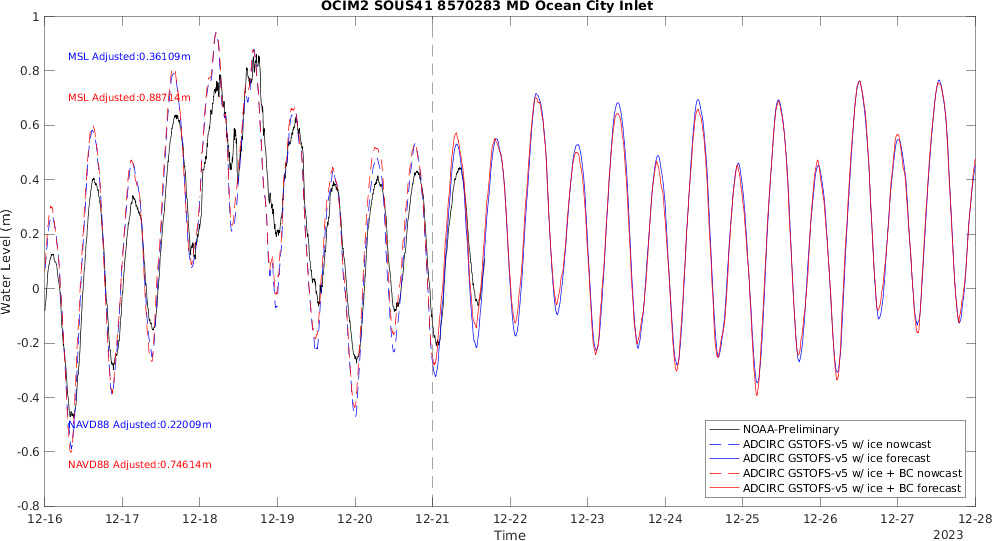 OCIM2 SOUS41 8570283 MD Ocean City Inlet
1
0.8
0.6
0.4
0.2
0
-0.2
-0.4
-0.6
-0.8
Water Level (m)
MSL Adjusted:0.36109m
MSL Adjusted:0.88714m
NAVD88 Adjusted:0.22009m
NAVD88 Adjusted:0.74614m
NOAA-Preliminary
ADCIRC GSTOFS-v5 w/ ice nowcast
ADCIRC GSTOFS-v5 w/ ice forecast
ADCIRC GSTOFS-v5 w/ ice + BC nowcast
ADCIRC GSTOFS-v5 w/ ice + BC forecast
12-16 12-17 12-18 12-19 12-20 12-21 12-22 12-23 12-24 12-25 12-26 12-27 12-28
Time
2023